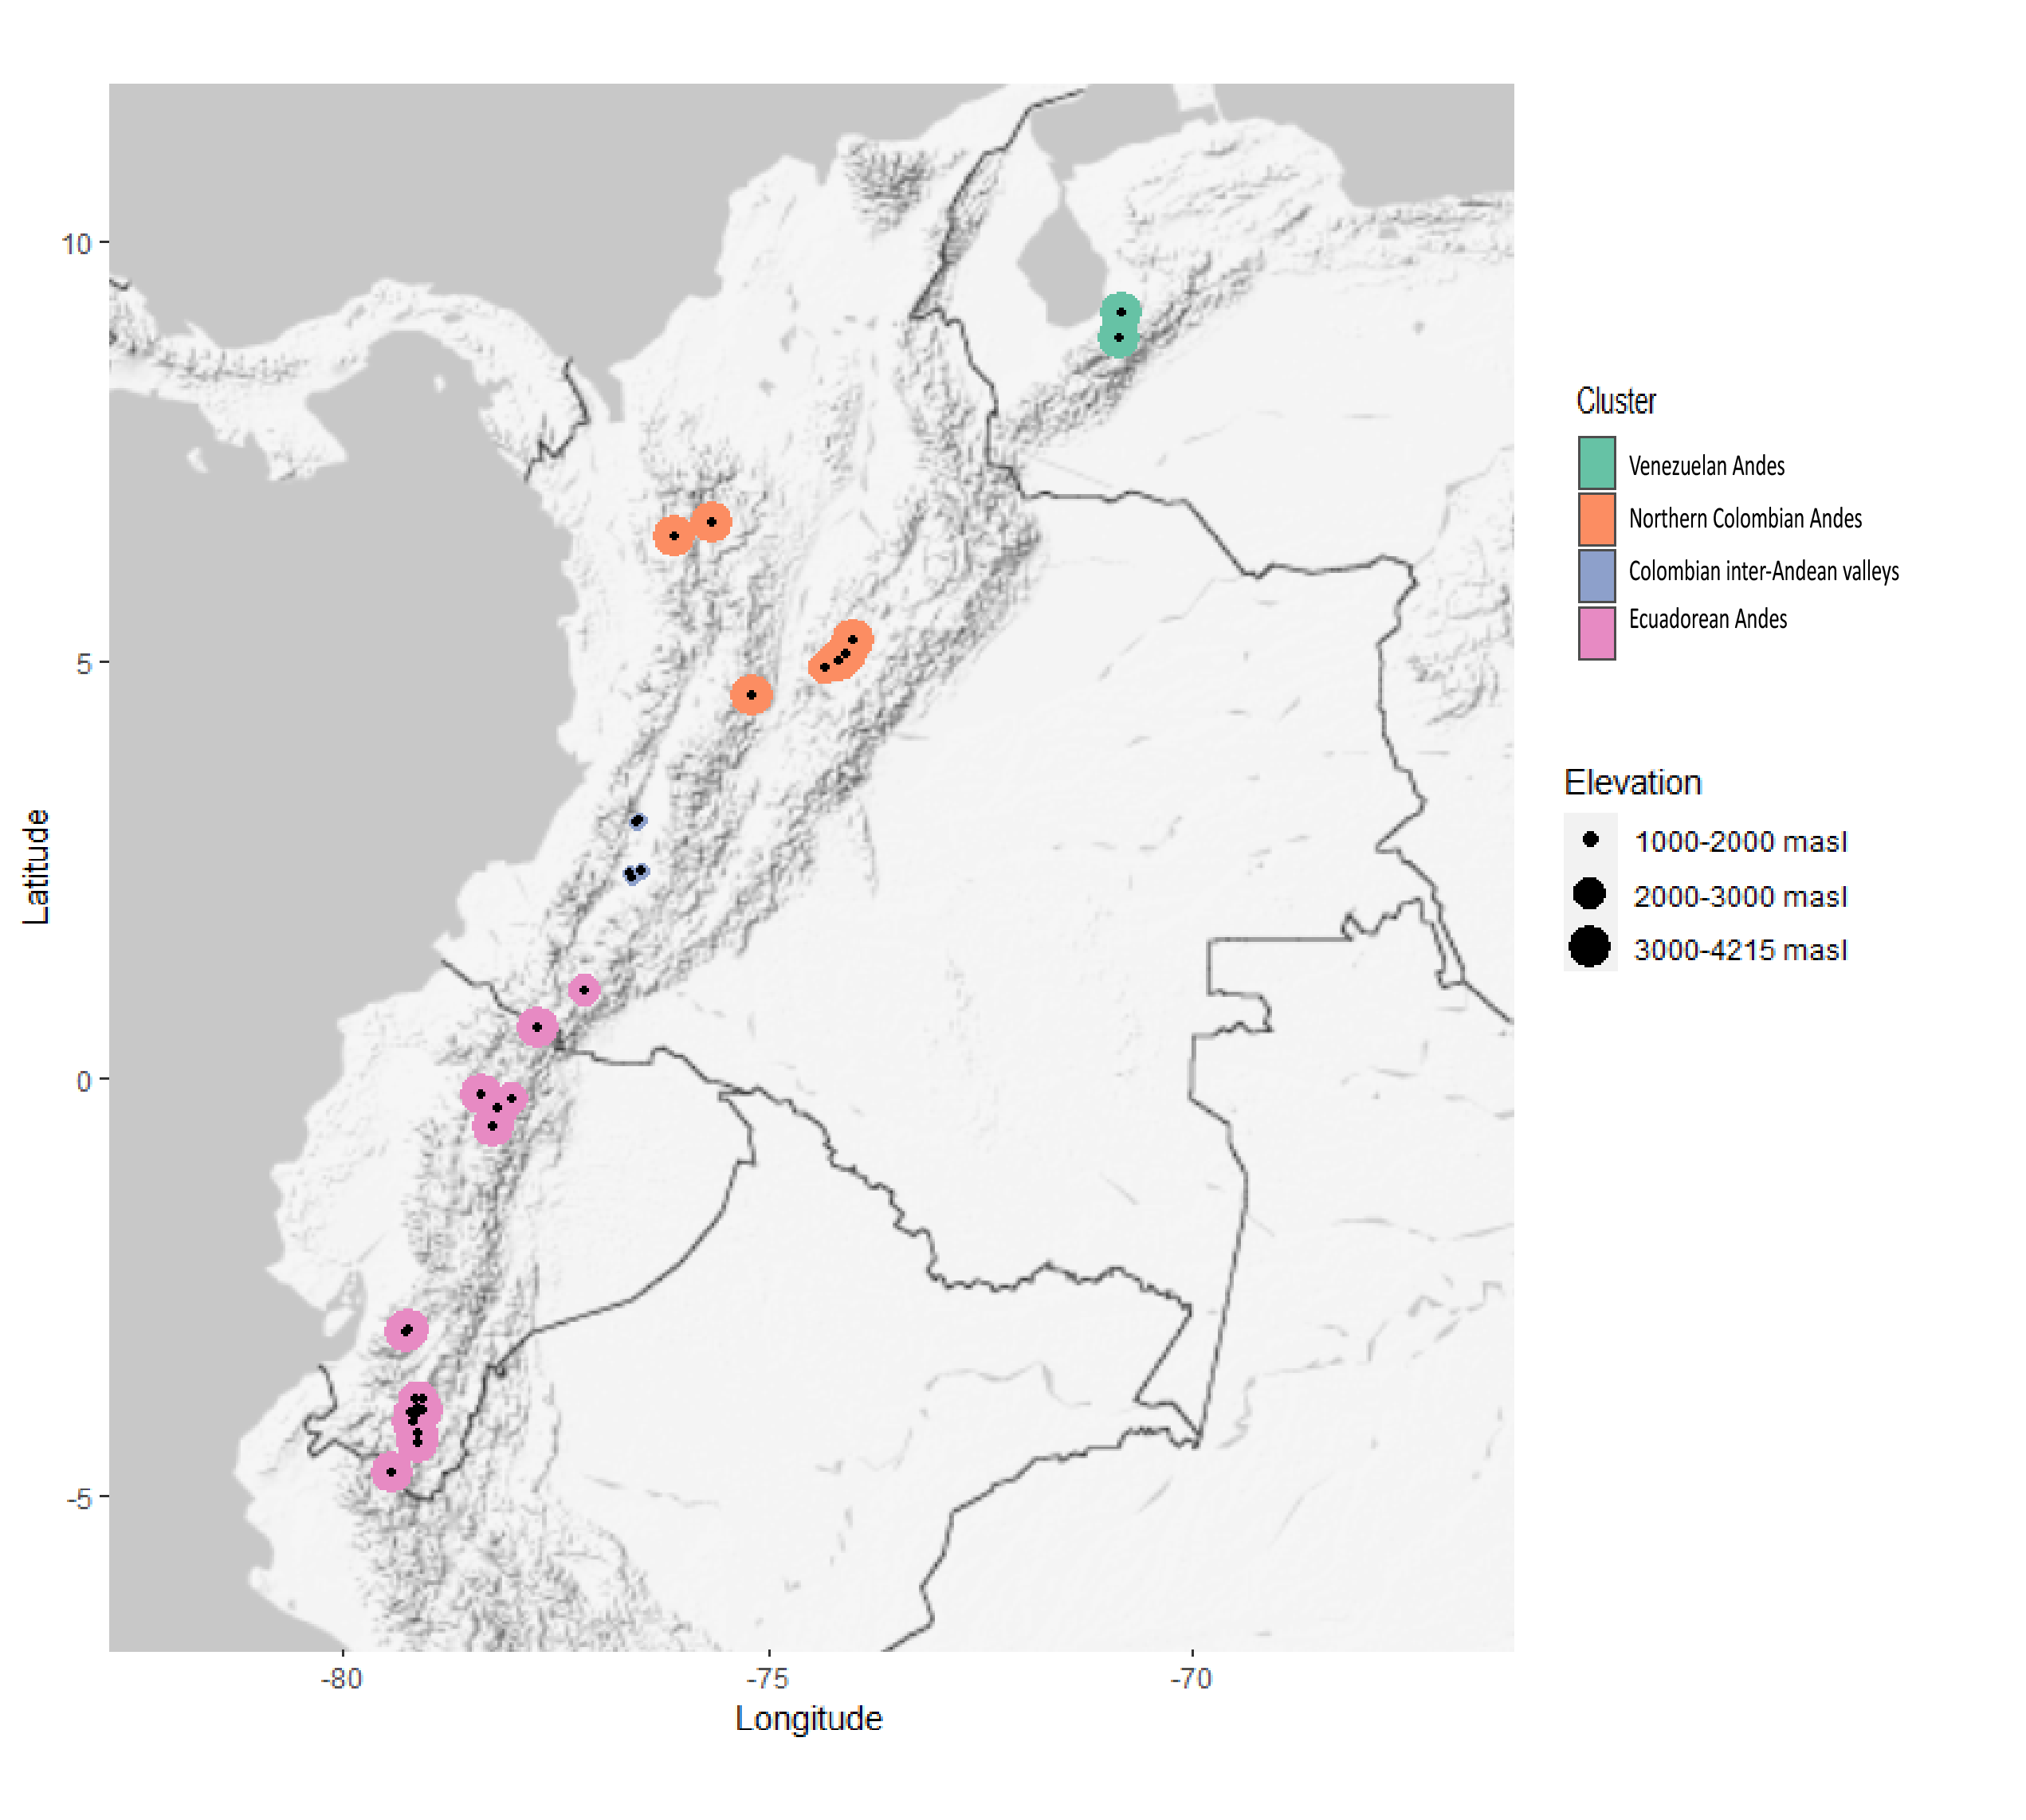 10
5
0
-5
Latitude
-80
-75
-70
Longitude
Cluster
Venezuelan Andes
Northern Colombian Andes
Colombian inter-Andean valleys
Ecuadorean Andes
Elevation
1000-2000 masl
2000-3000 masl
3000-4215 masl